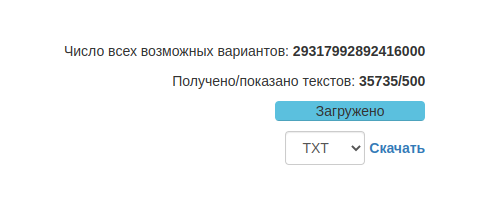 Число всех возможных вариантов: 29317992892416000
Получено/показано текстов: 35735/500
Загружено
TXT Скачать